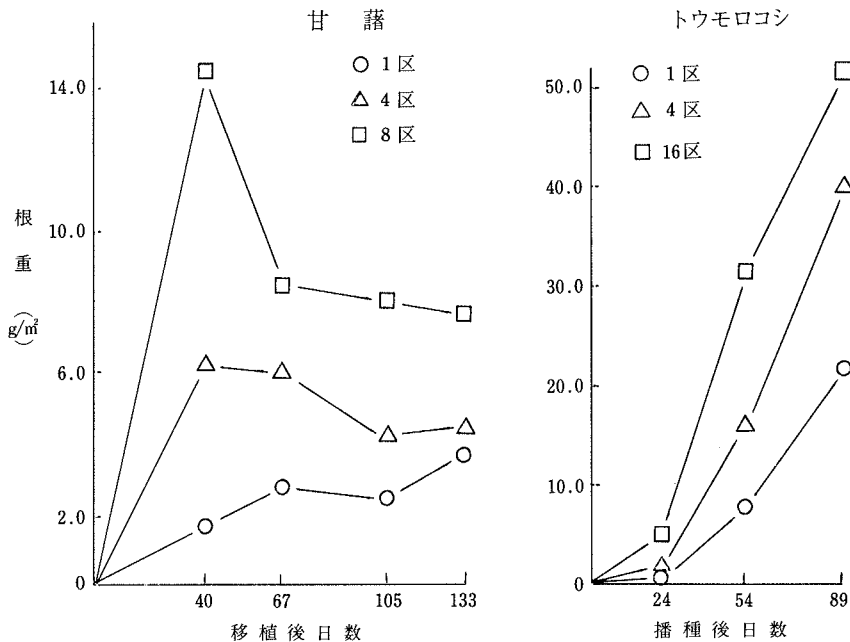 甘藷
○ 1区
△ 4区
□ 8区
14.0
10.0
6.0
2.0
0
根重 (g/m²)
40 67 105 133
移植後日数
トウモロコシ
○ 1区
△ 4区
□ 16区
50.0
40.0
30.0
20.0
10.0
0
24 54 89
播種後日数